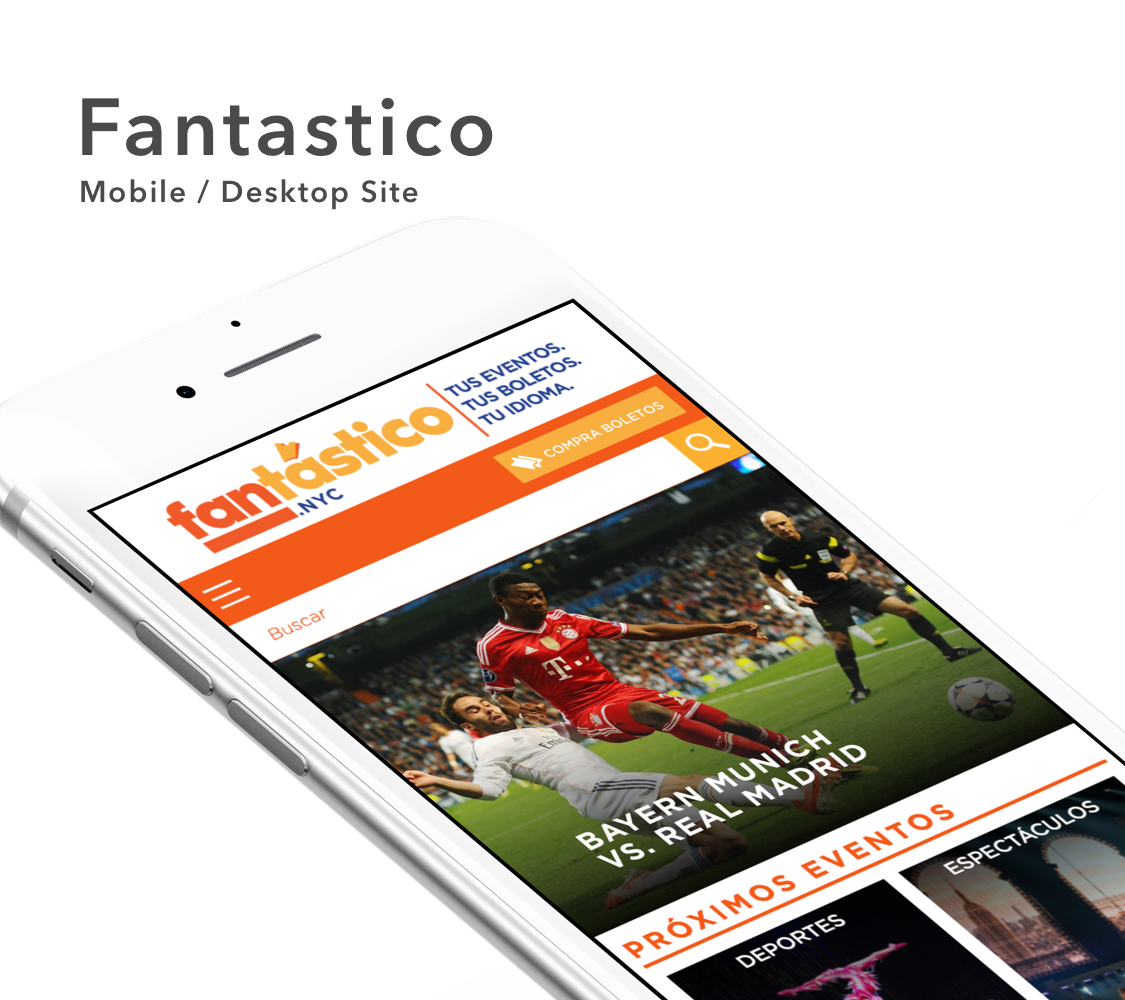 Fantastico
Mobile / Desktop Site
fantástico
.NYC
TUS EVENTOS.
TUS BOLETOS.
TU IDIOMA.
COMPRA BOLETOS
Buscar
T
BAYERN MUNICH
VS. REAL MADRID
PRÓXIMOS EVENTOS
DEPORTES
ESPECTÁCULOS